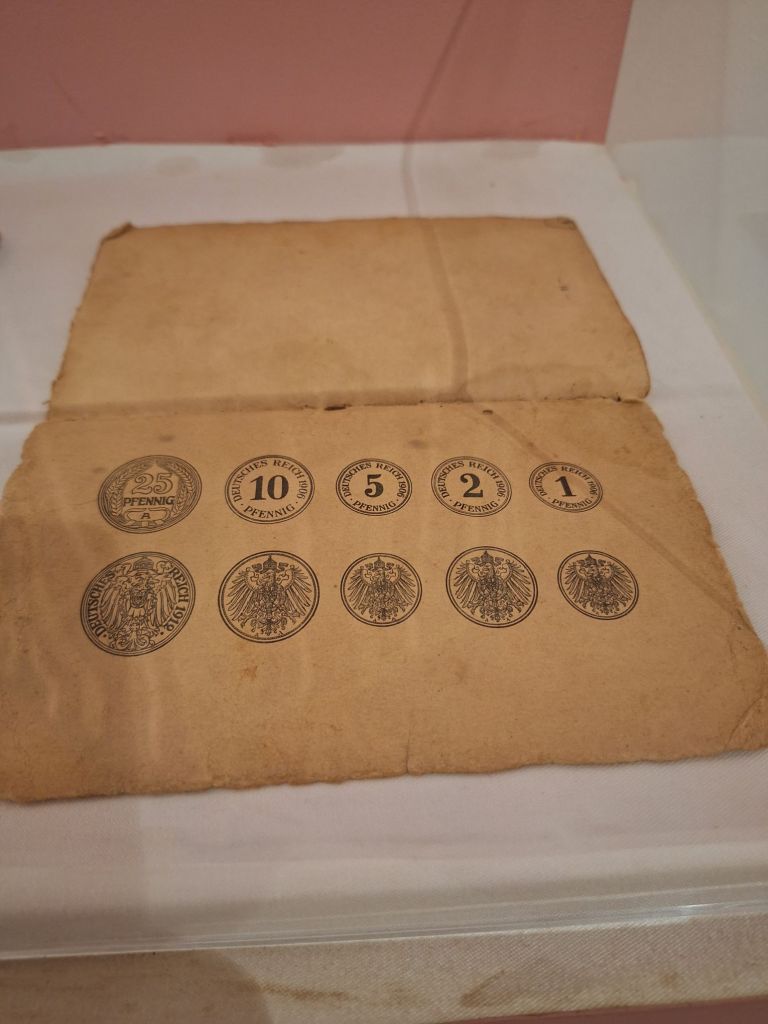 25
PFENNIG
A
DEUTSCHES REICH 1906
10
· PFENNIG ·
DEUTSCHES REICH 1906
5
· PFENNIG ·
DEUTSCHES REICH 1906
2
· PFENNIG ·
DEUTSCHES REICH 1906
1
· PFENNIG ·
· DEUTSCHES REICH 1912 ·